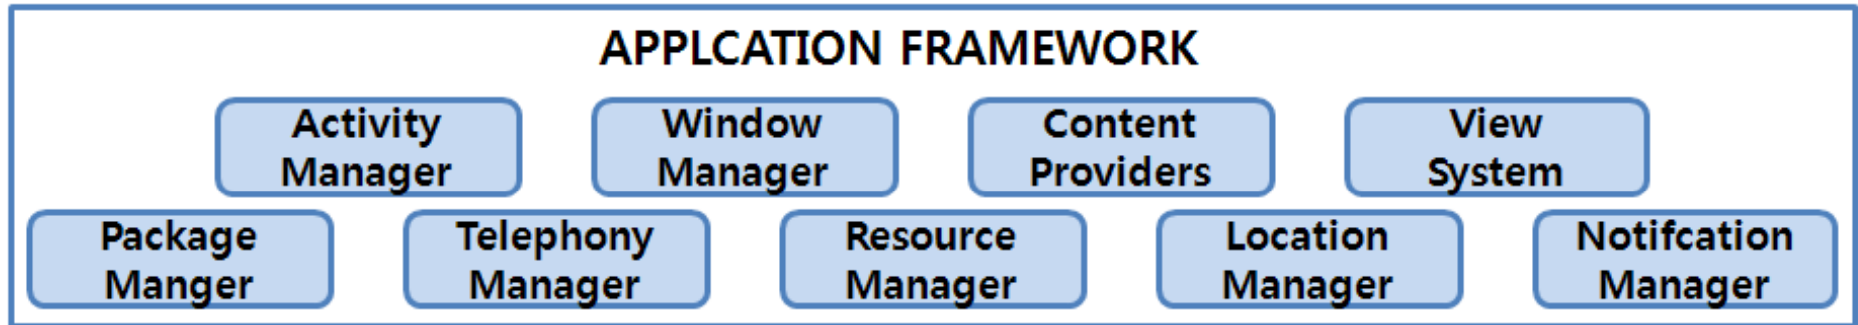 APPLCATION FRAMEWORK
Activity
Manager
Window
Manager
Content
Providers
View
System
Package
Manger
Telephony
Manager
Resource
Manager
Location
Manager
Notifcation
Manager